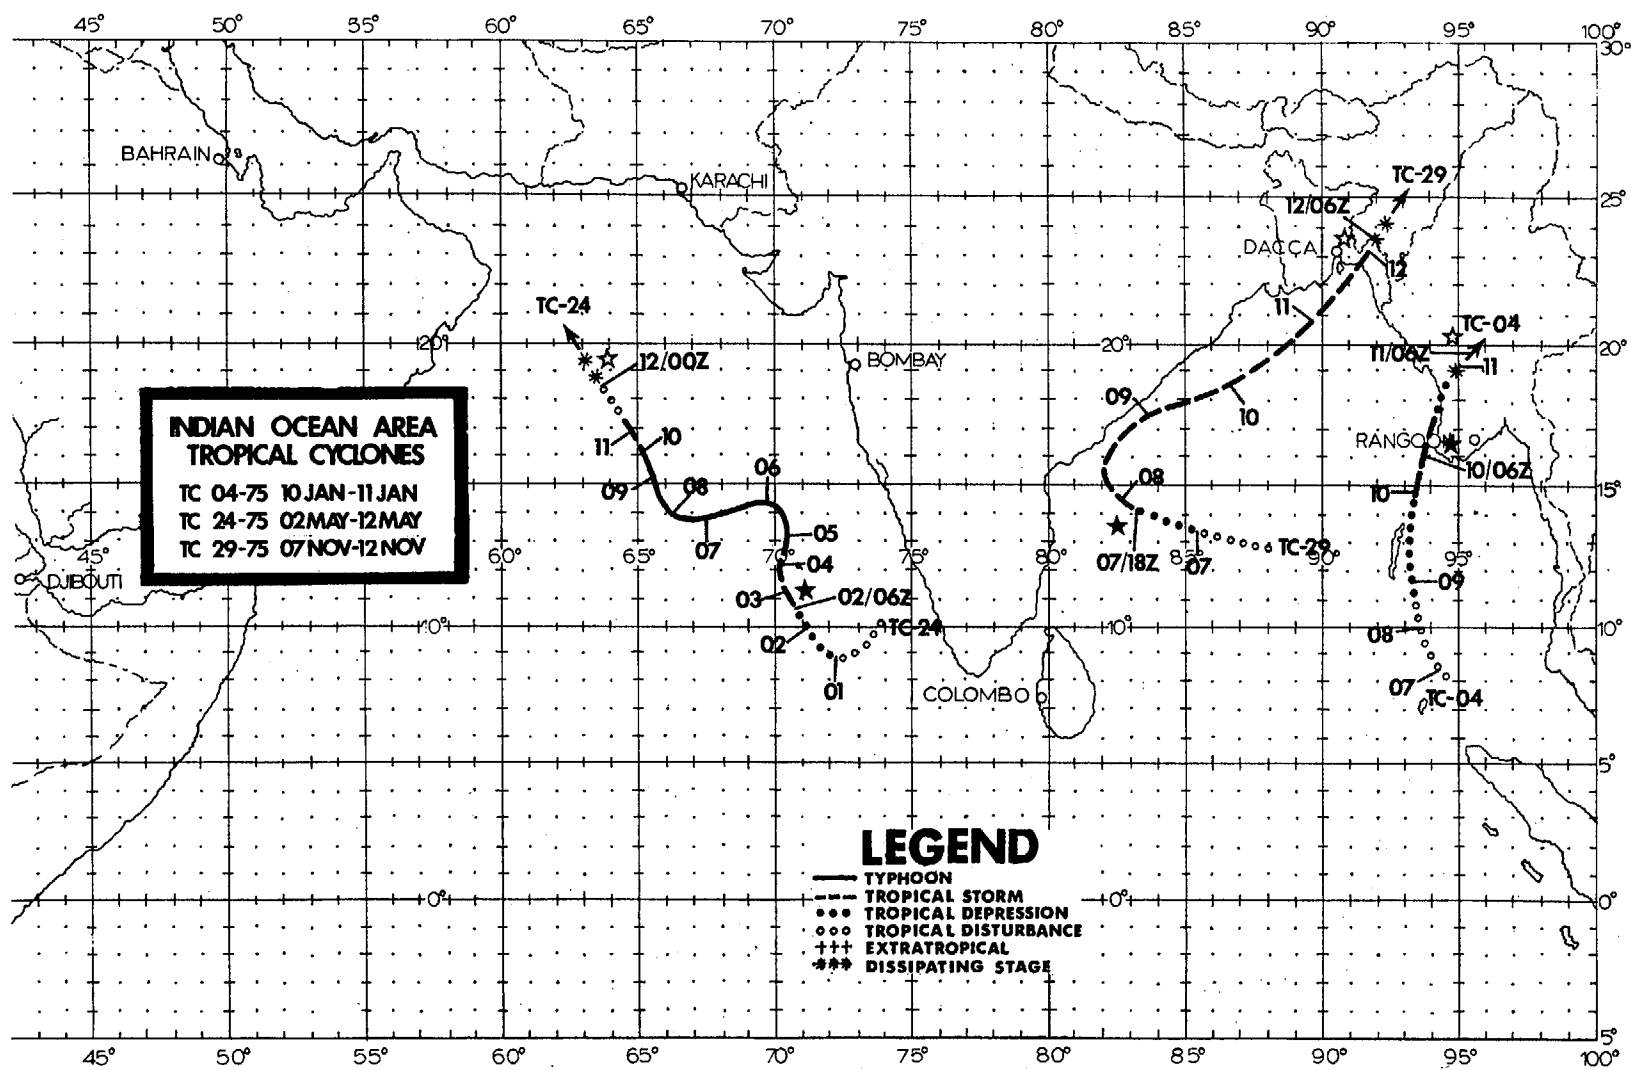 45° 50° 55° 60° 65° 70° 75° 80° 85° 90° 95° 100°
30°
BAHRAIN
KARACHI
TC-29
25°
12/06Z
DACCA
12
TC-24
11
TC-04
20°
20°
11/06Z
20°
12/00Z
BOMBAY
11
09
10
INDIAN OCEAN AREA
TROPICAL CYCLONES
TC 04-75 10 JAN-11 JAN
TC 24-75 02 MAY-12 MAY
TC 29-75 07 NOV-12 NOV
11
10
RANGOO
10/06Z
06
09
08
08
10
15°
07
05
45°
70°
75°
07/18Z
07
TC-29
95°
DJIBOUTI
04
09
03
02/06Z
10°
02
TC-24
10°
08
10°
01
07
COLOMBO
TC-04
5°
LEGEND
TYPHOON
TROPICAL STORM
0°
0°
0°
TROPICAL DEPRESSION
TROPICAL DISTURBANCE
EXTRATROPICAL
DISSIPATING STAGE
5°
45° 50° 55° 60° 65° 70° 75° 80° 85° 90° 95° 100°